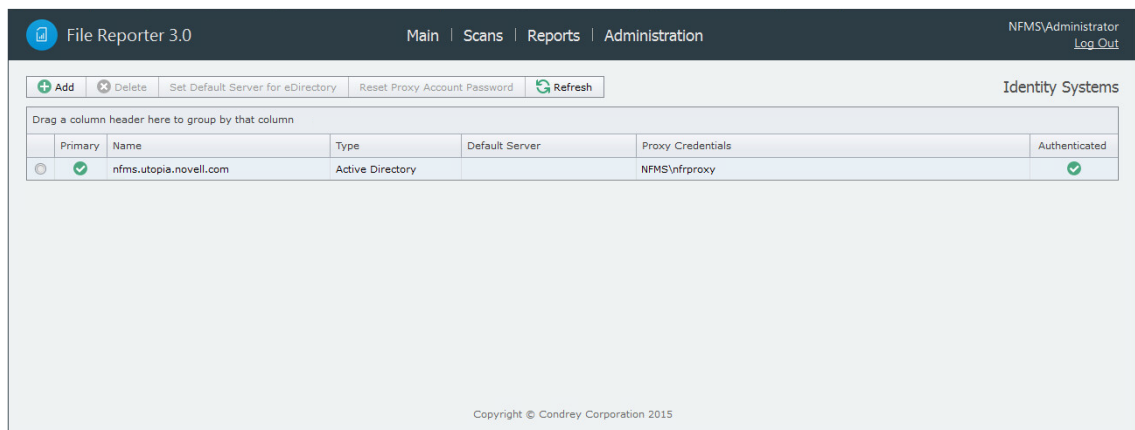 File Reporter 3.0
Main | Scans | Reports | Administration
NFMS\Administrator
Log Out
Add Delete Set Default Server for eDirectory Reset Proxy Account Password Refresh
Identity Systems
Drag a column header here to group by that column
Primary Name Type Default Server Proxy Credentials Authenticated
nfms.utopia.novell.com Active Directory NFMS\nfrproxy
Copyright © Condrey Corporation 2015